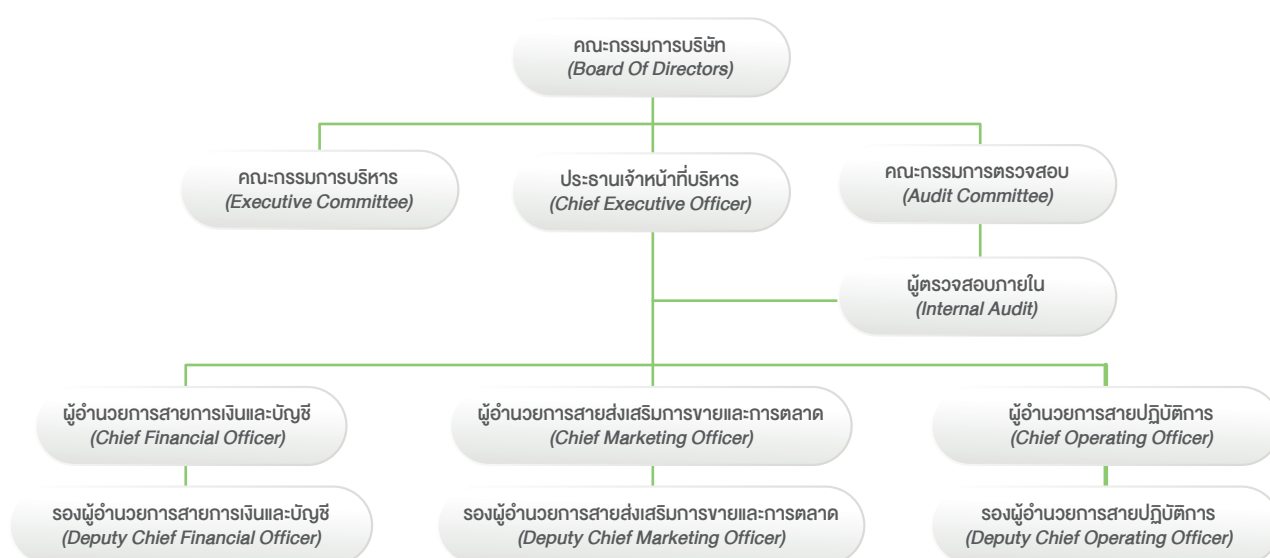 คณะกรรมการบริษัท
(Board Of Directors)
คณะกรรมการบริหาร
(Executive Committee)
ประธานเจ้าหน้าที่บริหาร
(Chief Executive Officer)
คณะกรรมการตรวจสอบ
(Audit Committee)
ผู้ตรวจสอบภายใน
(Internal Audit)
ผู้อำนวยการสายการเงินและบัญชี
(Chief Financial Officer)
ผู้อำนวยการสายส่งเสริมการขายและการตลาด
(Chief Marketing Officer)
ผู้อำนวยการสายปฏิบัติการ
(Chief Operating Officer)
รองผู้อำนวยการสายการเงินและบัญชี
(Deputy Chief Financial Officer)
รองผู้อำนวยการสายส่งเสริมการขายและการตลาด
(Deputy Chief Marketing Officer)
รองผู้อำนวยการสายปฏิบัติการ
(Deputy Chief Operating Officer)